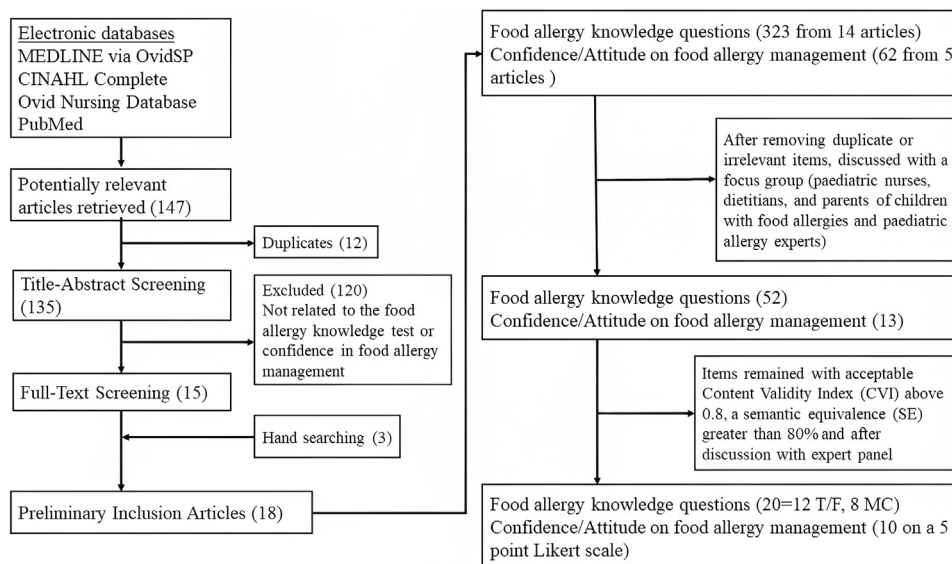 Electronic databases
MEDLINE via OvidSP
CINAHL Complete
Ovid Nursing Database
PubMed
Potentially relevant
articles retrieved (147)
Duplicates (12)
Title-Abstract Screening
(135)
Excluded (120)
Not related to the food
allergy knowledge test or
confidence in food allergy
management
Full-Text Screening (15)
Hand searching (3)
Preliminary Inclusion Articles (18)
Food allergy knowledge questions (323 from 14 articles)
Confidence/Attitude on food allergy management (62 from 5
articles )
After removing duplicate or
irrelevant items, discussed with a
focus group (paediatric nurses,
dietitians, and parents of children
with food allergies and paediatric
allergy experts)
Food allergy knowledge questions (52)
Confidence/Attitude on food allergy management (13)
Items remained with acceptable
Content Validity Index (CVI) above
0.8, a semantic equivalence (SE)
greater than 80% and after
discussion with expert panel
Food allergy knowledge questions (20=12 T/F, 8 MC)
Confidence/Attitude on food allergy management (10 on a 5
point Likert scale)